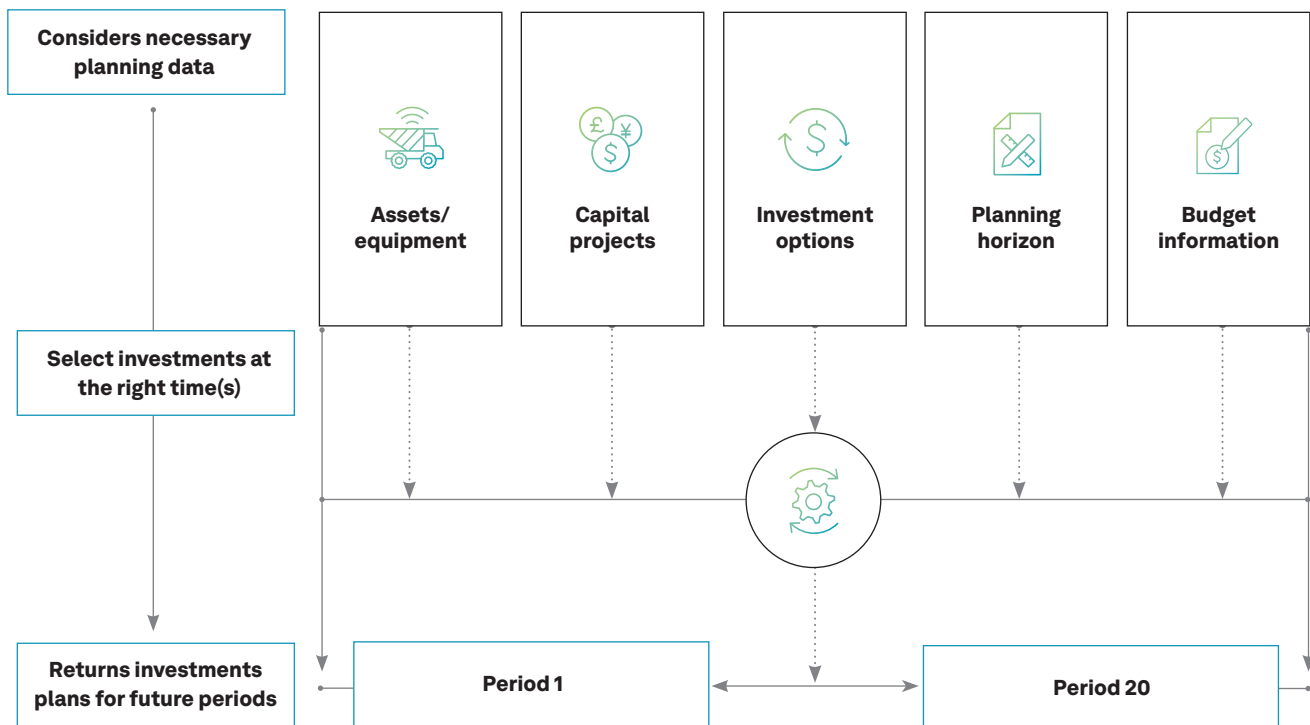 Considers necessary
planning data
Assets/
equipment
Capital
projects
Investment
options
Planning
horizon
Budget
information
Select investments at
the right time(s)
Returns investments
plans for future periods
Period 1
Period 20